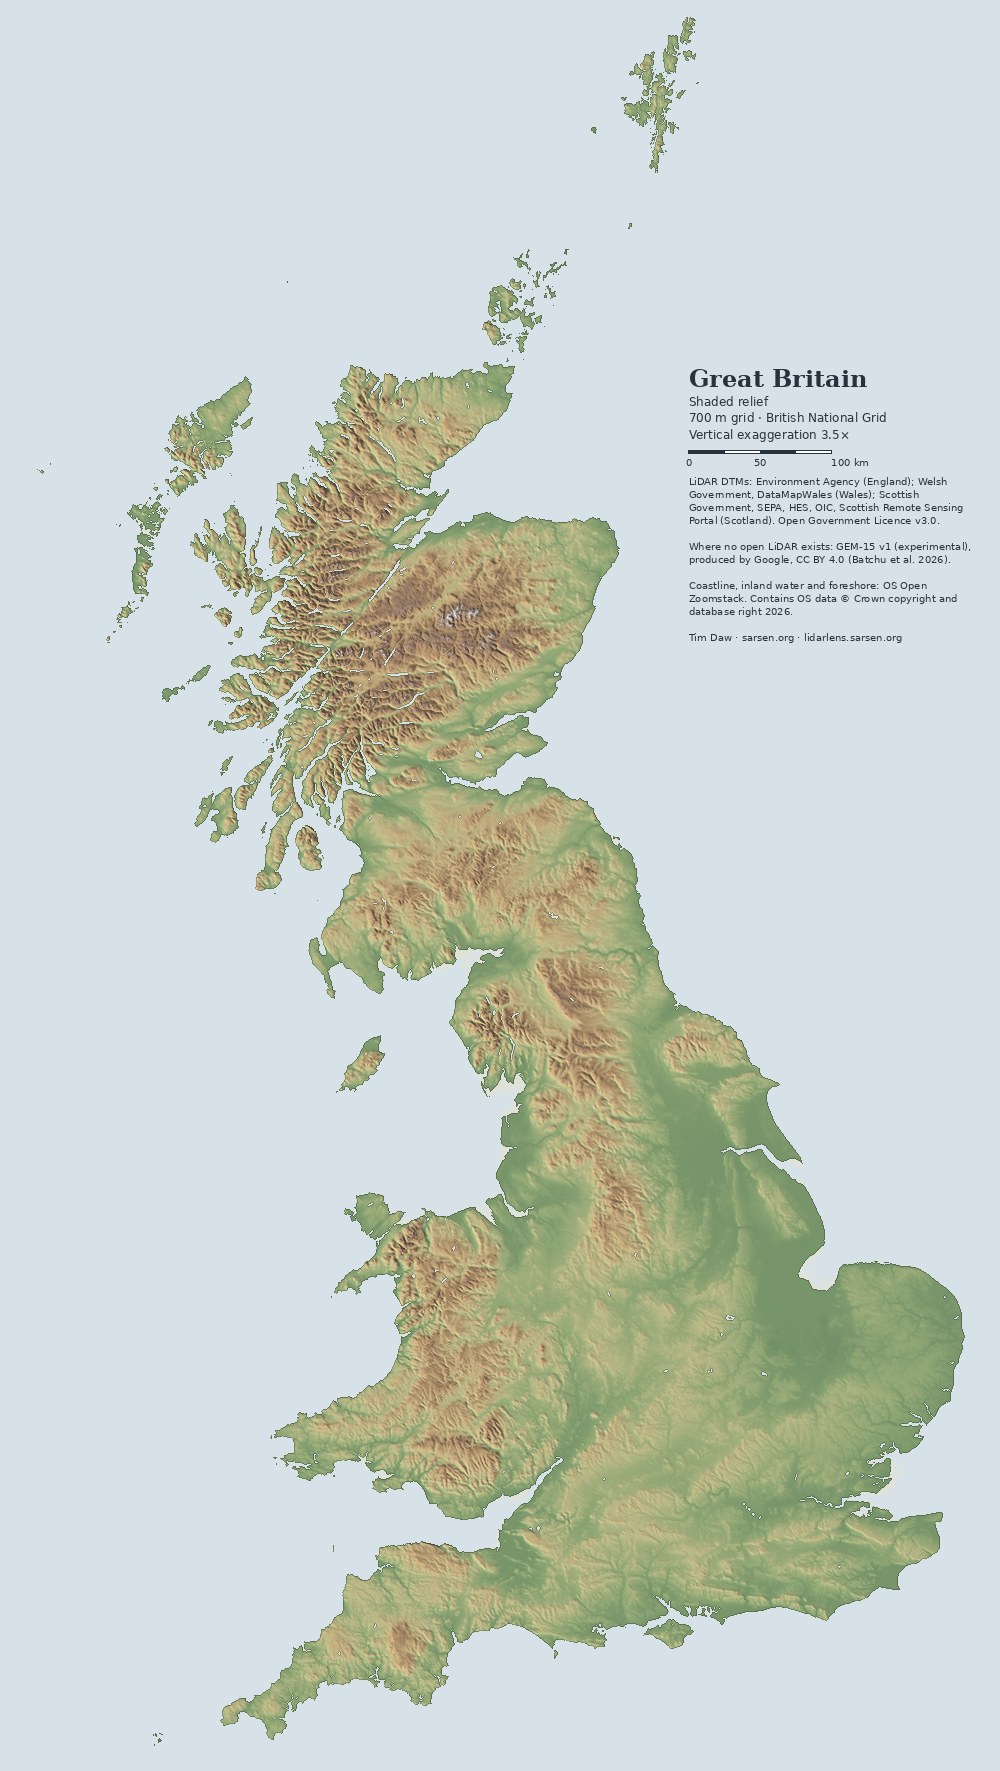 Great Britain
Shaded relief
700 m grid · British National Grid
Vertical exaggeration 3.5×
0 50 100 km
LiDAR DTMs: Environment Agency (England); Welsh
Government, DataMapWales (Wales); Scottish
Government, SEPA, HES, OIC, Scottish Remote Sensing
Portal (Scotland). Open Government Licence v3.0.
Where no open LiDAR exists: GEM-15 v1 (experimental),
produced by Google, CC BY 4.0 (Batchu et al. 2026).
Coastline, inland water and foreshore: OS Open
Zoomstack. Contains OS data © Crown copyright and
database right 2026.
Tim Daw · sarsen.org · lidarlens.sarsen.org